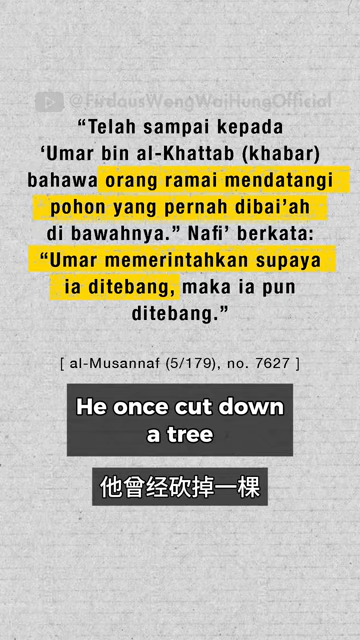 @FirdausWongWaiHungOfficial
“Telah sampai kepada
‘Umar bin al-Khattab (khabar)
bahawa orang ramai mendatangi
pohon yang pernah dibai’ah
di bawahnya.” Nafi’ berkata:
“Umar memerintahkan supaya
ia ditebang, maka ia pun
ditebang.”
[ al-Musannaf (5/179), no. 7627 ]
He once cut down
a tree
他曾经砍掉一棵